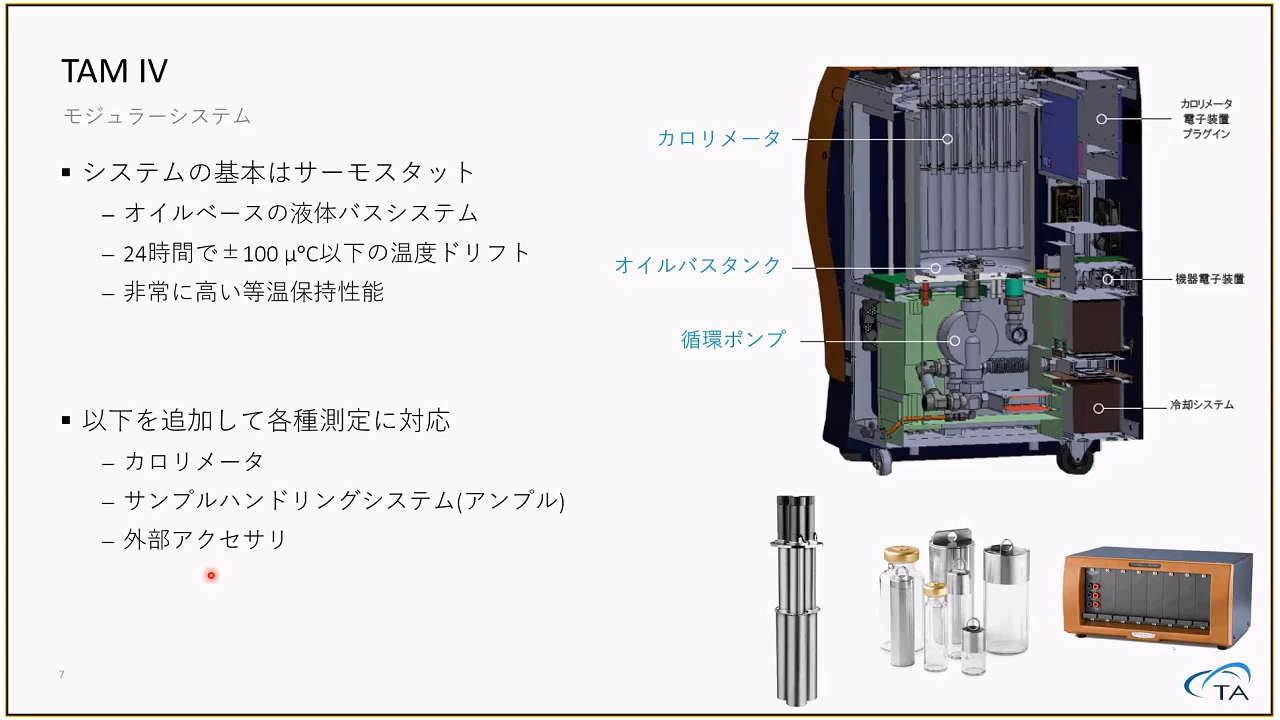 TAM IV
モジュラーシステム
▪ システムの基本はサーモスタット
– オイルベースの液体バスシステム
– 24時間で±100 µºC以下の温度ドリフト
– 非常に高い等温保持性能
▪ 以下を追加して各種測定に対応
– カロリメータ
– サンプルハンドリングシステム(アンプル)
– 外部アクセサリ
カロリメータ
オイルバスタンク
循環ポンプ
カロリメータ
電子装置
プラグイン
機器電子装置
冷却システム
7
TA